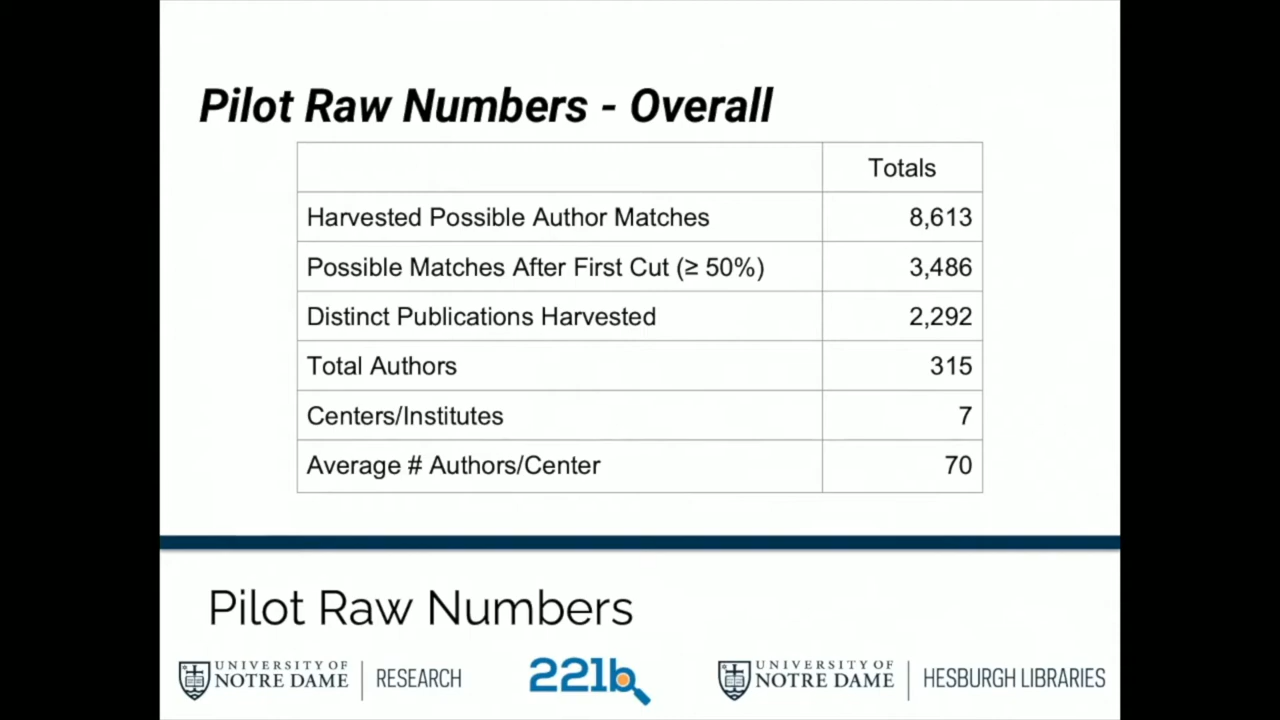 Pilot Raw Numbers - Overall
Totals
Harvested Possible Author Matches 8,613
Possible Matches After First Cut (≥ 50%) 3,486
Distinct Publications Harvested 2,292
Total Authors 315
Centers/Institutes 7
Average # Authors/Center 70
Pilot Raw Numbers
UNIVERSITY OF
NOTRE DAME
RESEARCH
221b
UNIVERSITY OF
NOTRE DAME
HESBURGH LIBRARIES